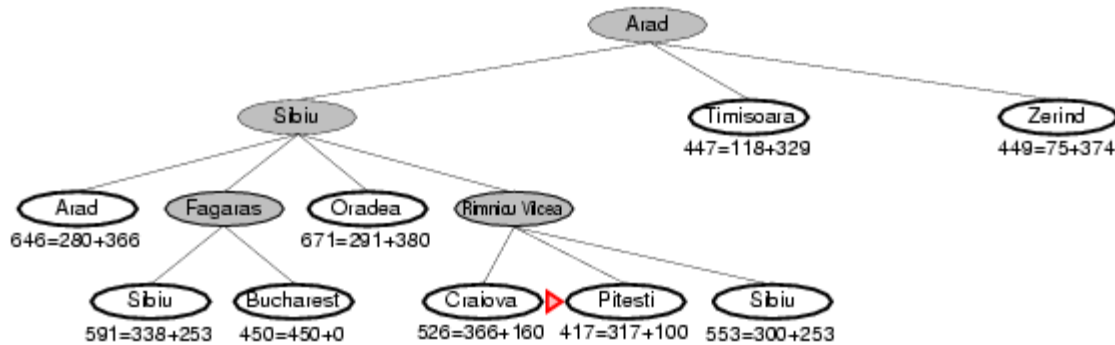 Arad
Sibiu
Timisoara
Zerind
447=118+329
449=75+374
Arad
Fagaras
Oradea
Rimnicu Vilcea
646=280+366
671=291+380
Sibiu
Bucharest
Craiova
Pitesti
Sibiu
591=338+253
450=450+0
526=366+160
417=317+100
553=300+253